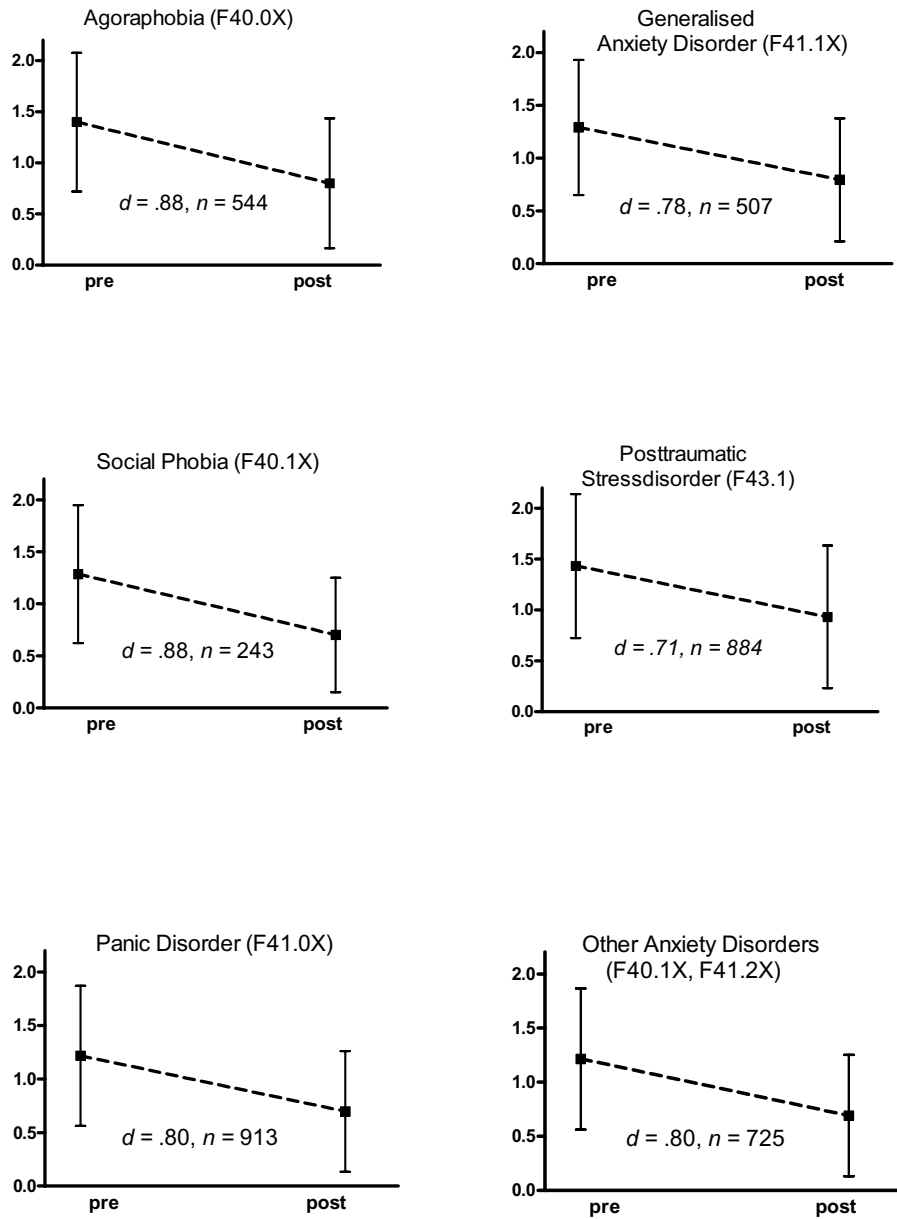 Agoraphobia (F40.0X)
2.0
1.5
1.0
0.5
0.0
d = .88, n = 544
pre post
Generalised
Anxiety Disorder (F41.1X)
2.0
1.5
1.0
0.5
0.0
d = .78, n = 507
pre post
Social Phobia (F40.1X)
2.0
1.5
1.0
0.5
0.0
d = .88, n = 243
pre post
Posttraumatic
Stressdisorder (F43.1)
2.0
1.5
1.0
0.5
0.0
d = .71, n = 884
pre post
Panic Disorder (F41.0X)
2.0
1.5
1.0
0.5
0.0
d = .80, n = 913
pre post
Other Anxiety Disorders
(F40.1X, F41.2X)
2.0
1.5
1.0
0.5
0.0
d = .80, n = 725
pre post